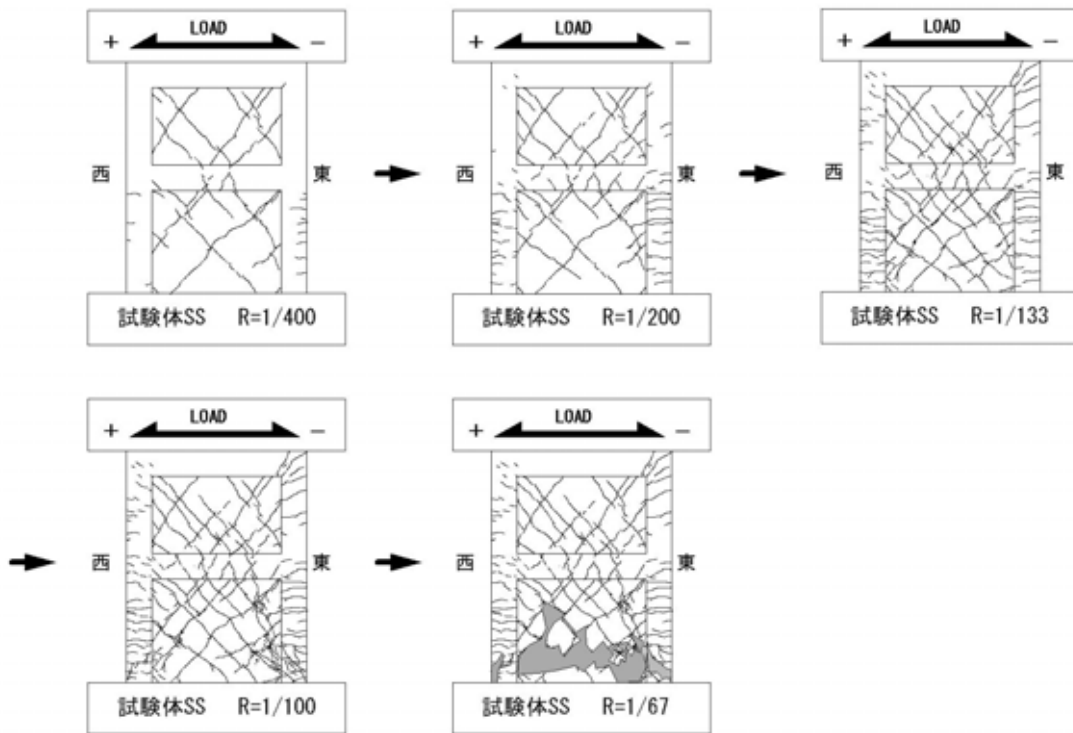 LOAD
+ −
西 東
試験体SS R=1/400
LOAD
+ −
西 東
試験体SS R=1/200
LOAD
+ −
西 東
試験体SS R=1/133
LOAD
+ −
西 東
試験体SS R=1/100
LOAD
+ −
西 東
試験体SS R=1/67